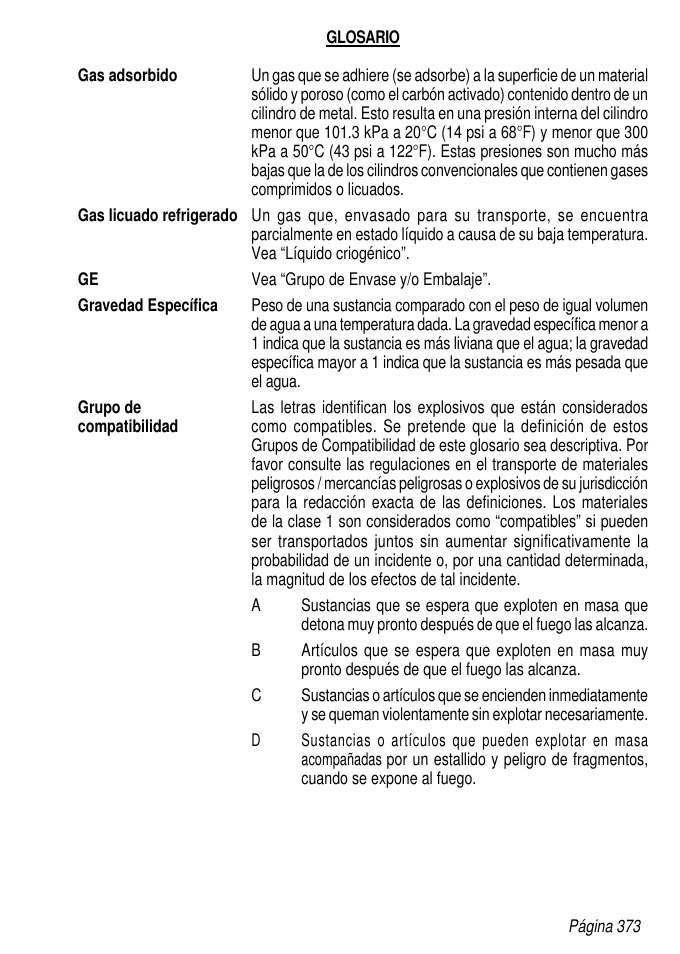 GLOSARIO
Gas adsorbido
Un gas que se adhiere (se adsorbe) a la superficie de un material
sólido y poroso (como el carbón activado) contenido dentro de un
cilindro de metal. Esto resulta en una presión interna del cilindro
menor que 101.3 kPa a 20°C (14 psi a 68°F) y menor que 300
kPa a 50°C (43 psi a 122°F). Estas presiones son mucho más
bajas que la de los cilindros convencionales que contienen gases
comprimidos o licuados.
Gas licuado refrigerado
Un gas que, envasado para su transporte, se encuentra
parcialmente en estado líquido a causa de su baja temperatura.
Vea “Líquido criogénico”.
GE
Vea “Grupo de Envase y/o Embalaje”.
Gravedad Específica
Peso de una sustancia comparado con el peso de igual volumen
de agua a una temperatura dada. La gravedad específica menor a
1 indica que la sustancia es más liviana que el agua; la gravedad
específica mayor a 1 indica que la sustancia es más pesada que
el agua.
Grupo de
compatibilidad
Las letras identifican los explosivos que están considerados
como compatibles. Se pretende que la definición de estos
Grupos de Compatibilidad de este glosario sea descriptiva. Por
favor consulte las regulaciones en el transporte de materiales
peligrosos / mercancías peligrosas o explosivos de su jurisdicción
para la redacción exacta de las definiciones. Los materiales
de la clase 1 son considerados como “compatibles” si pueden
ser transportados juntos sin aumentar significativamente la
probabilidad de un incidente o, por una cantidad determinada,
la magnitud de los efectos de tal incidente.
A Sustancias que se espera que exploten en masa que
detona muy pronto después de que el fuego las alcanza.
B Artículos que se espera que exploten en masa muy
pronto después de que el fuego las alcanza.
C Sustancias o artículos que se encienden inmediatamente
y se queman violentamente sin explotar necesariamente.
D Sustancias o artículos que pueden explotar en masa
acompañadas por un estallido y peligro de fragmentos,
cuando se expone al fuego.
Página 373